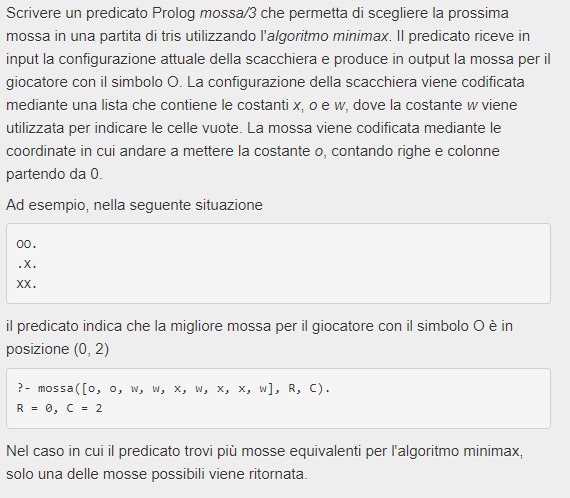 Scrivere un predicato Prolog mossa/3 che permetta di scegliere la prossima
mossa in una partita di tris utilizzando l'algoritmo minimax. Il predicato riceve in
input la configurazione attuale della scacchiera e produce in output la mossa per il
giocatore con il simbolo O. La configurazione della scacchiera viene codificata
mediante una lista che contiene le costanti x, o e w, dove la costante w viene
utilizzata per indicare le celle vuote. La mossa viene codificata mediante le
coordinate in cui andare a mettere la costante o, contando righe e colonne
partendo da 0.
Ad esempio, nella seguente situazione
OO.
.X.
XX.
il predicato indica che la migliore mossa per il giocatore con il simbolo O è in
posizione (0, 2)
?- mossa([o, o, w, w, x, w, x, x, w], R, C).
R = 0, C = 2
Nel caso in cui il predicato trovi più mosse equivalenti per l'algoritmo minimax,
solo una delle mosse possibili viene ritornata.